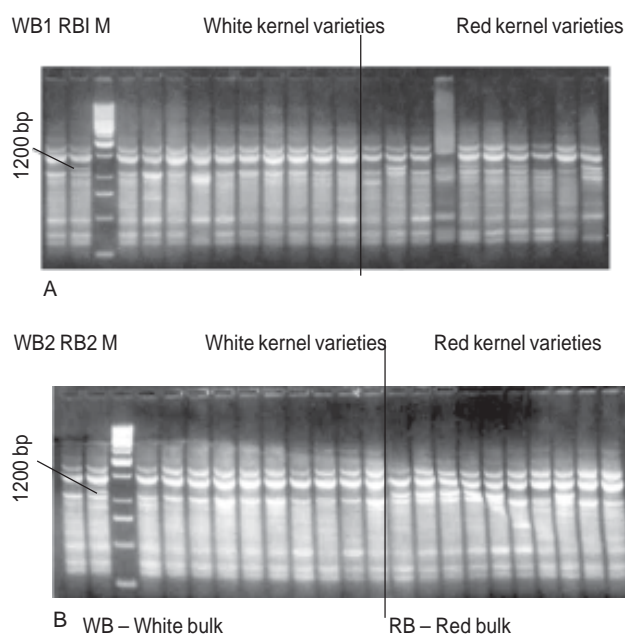 WB1 RBI M White kernel varieties Red kernel varieties
1200 bp
A
WB2 RB2 M White kernel varieties Red kernel varieties
1200 bp
B WB – White bulk RB – Red bulk